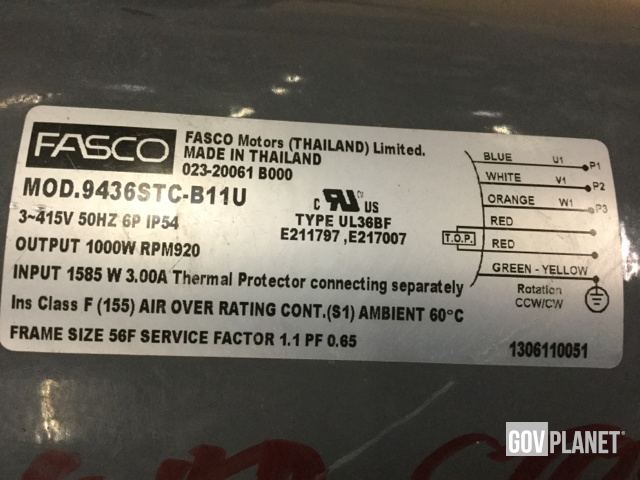 FASCO
FASCO Motors (THAILAND) Limited.
MADE IN THAILAND
023-20061 B000
MOD.9436STC-B11U
3~415V 50HZ 6P IP54
OUTPUT 1000W RPM920
INPUT 1585 W 3.00A Thermal Protector connecting separately
Ins Class F (155) AIR OVER RATING CONT.(S1) AMBIENT 60°C
FRAME SIZE 56F SERVICE FACTOR 1.1 PF 0.65
C US
TYPE UL36BF
E211797 ,E217007
BLUE U1 P1
WHITE V1 P2
ORANGE W1 P3
RED
T.O.P.
RED
GREEN - YELLOW
Rotation
CCW/CW
1306110051
GOVPLANET